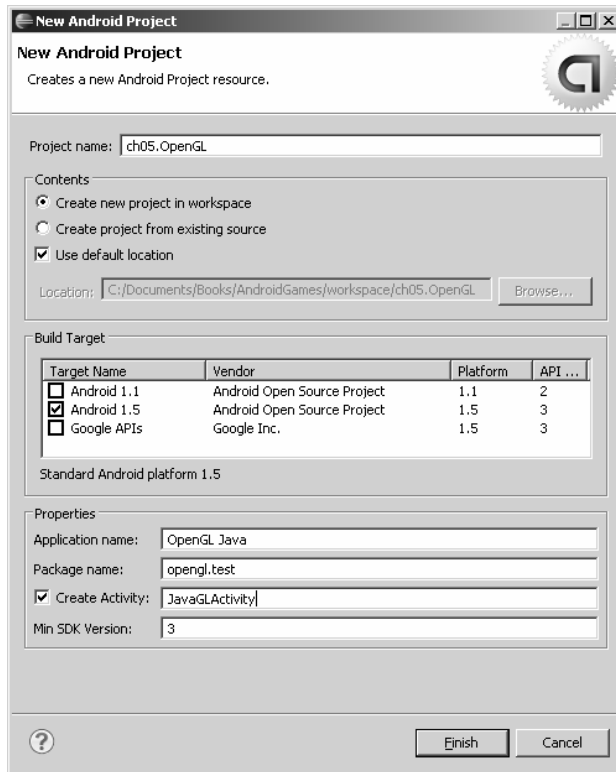 New Android Project
New Android Project
Creates a new Android Project resource.
Project name: ch05.OpenGL
Contents
Create new project in workspace
Create project from existing source
Use default location
Location: C:/Documents/Books/AndroidGames/workspace/ch05.OpenGL Browse...
Build Target
Target Name Vendor Platform API ...
Android 1.1 Android Open Source Project 1.1 2
Android 1.5 Android Open Source Project 1.5 3
Google APIs Google Inc. 1.5 3
Standard Android platform 1.5
Properties
Application name: OpenGL Java
Package name: opengl.test
Create Activity: JavaGLActivity
Min SDK Version: 3
? Finish Cancel